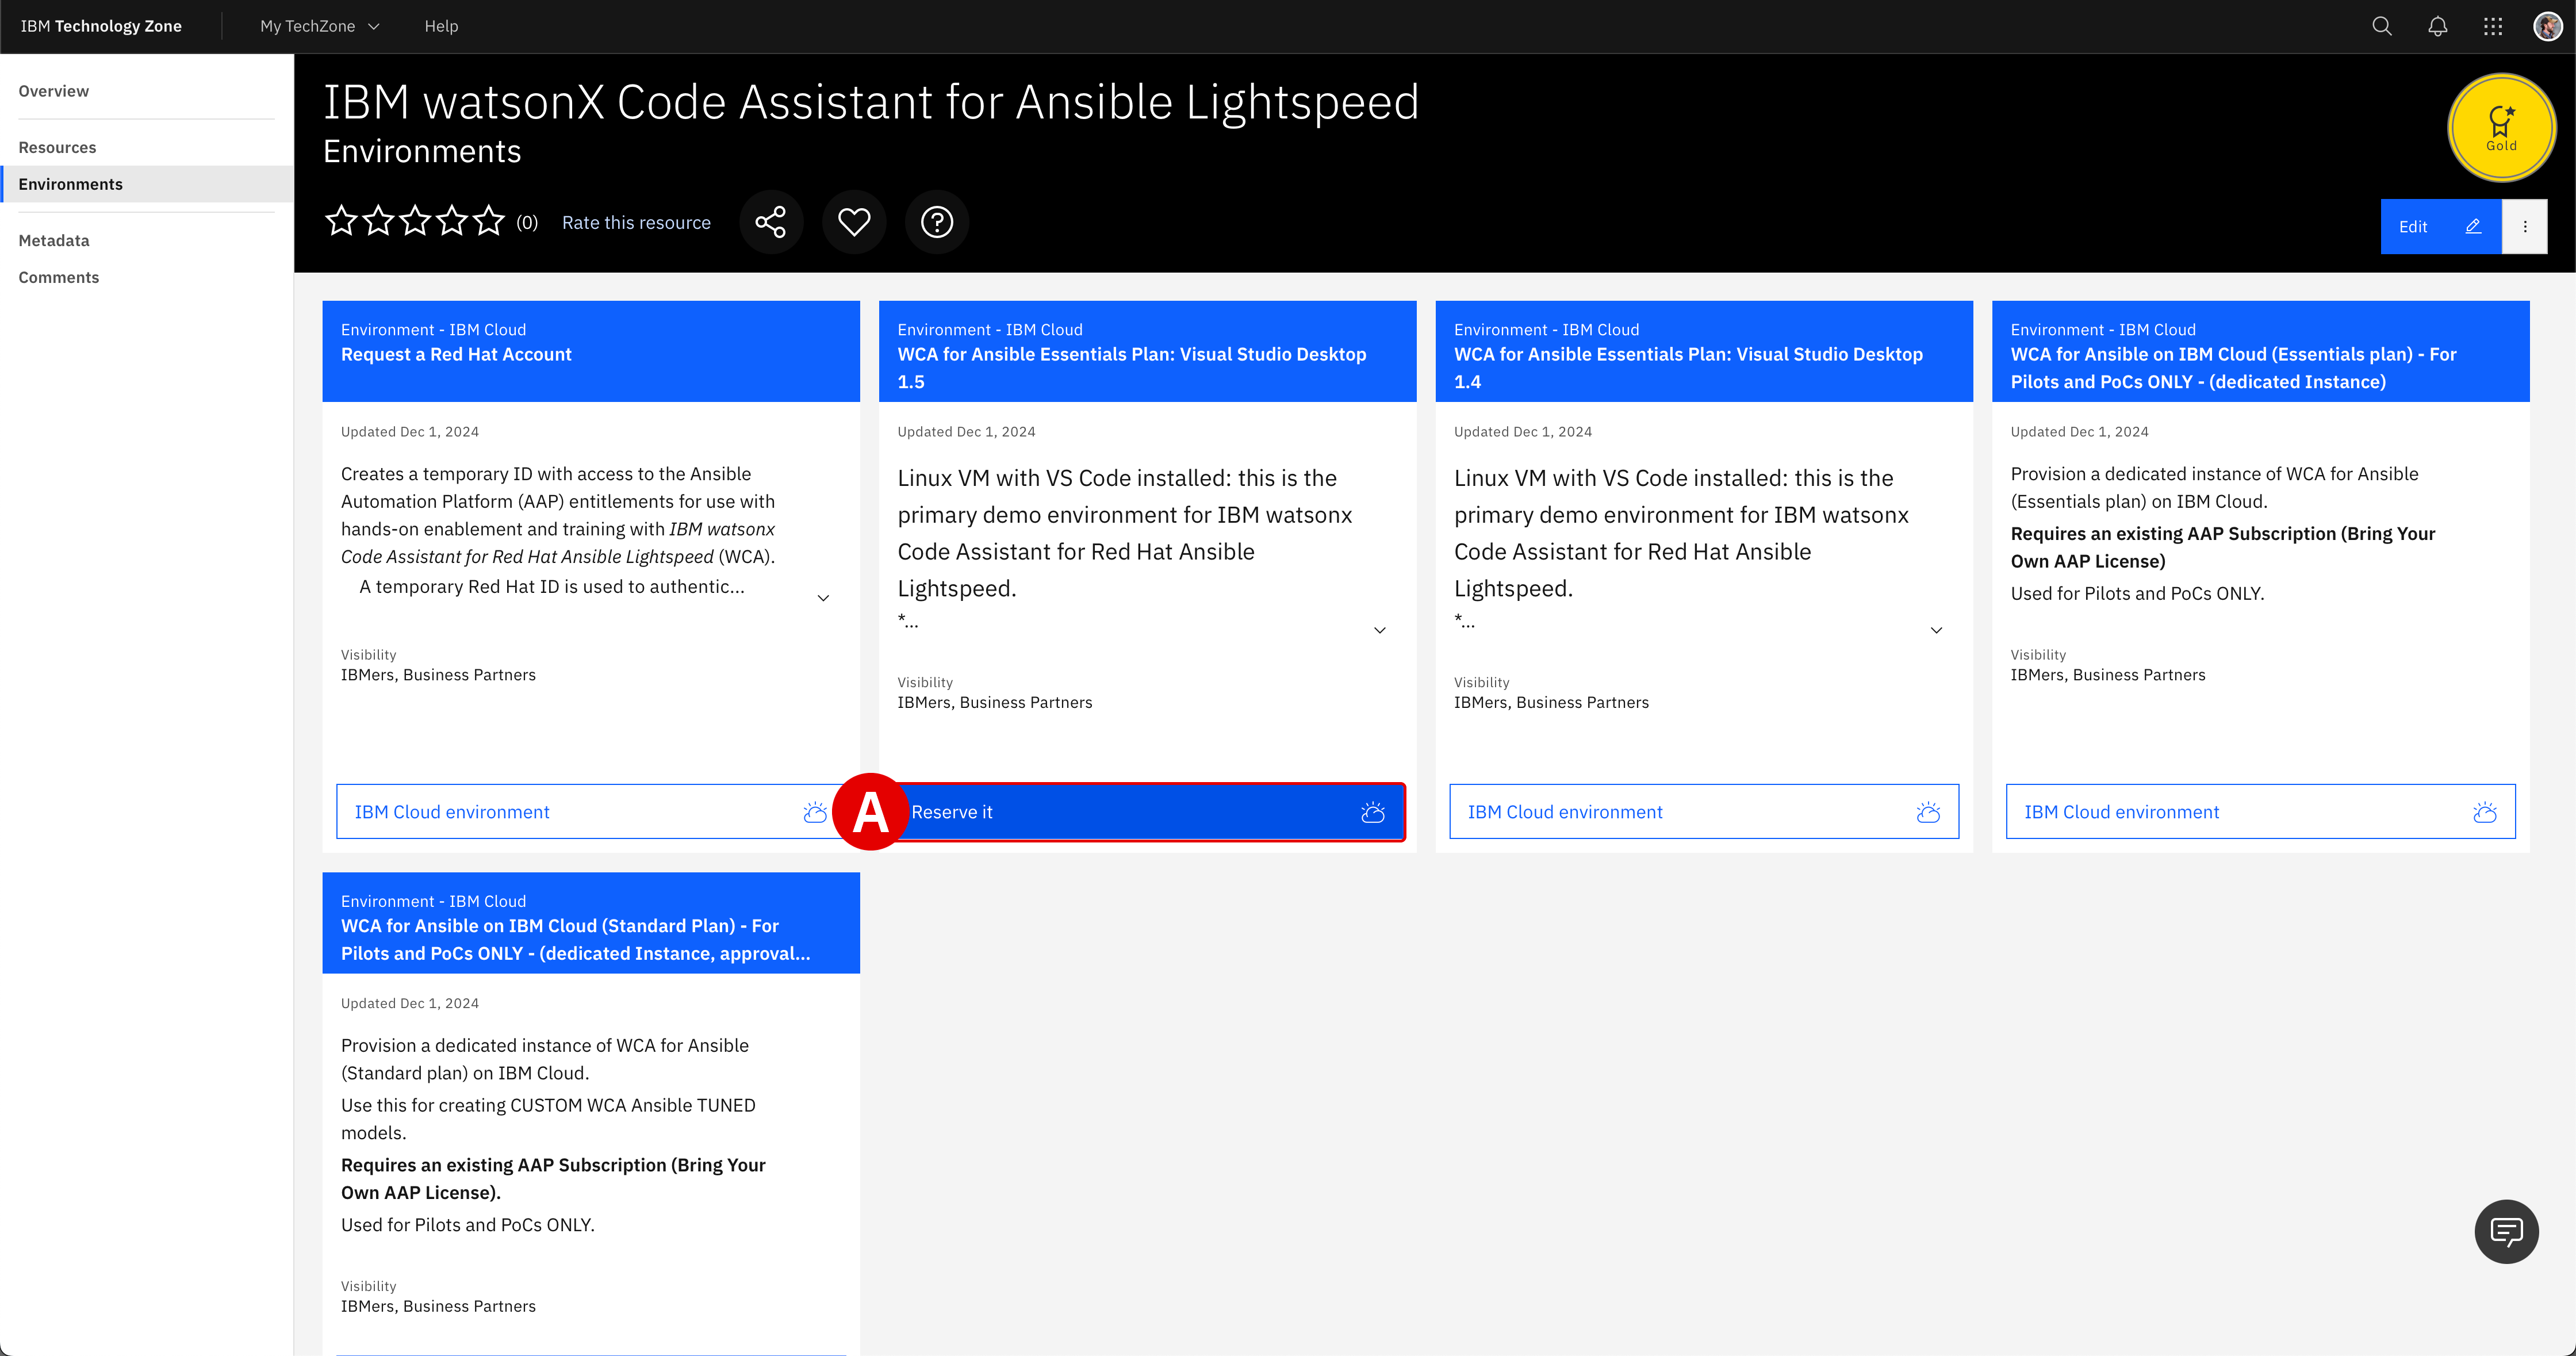 IBM Technology Zone
My TechZone
Help
Overview
Resources
Environments
Metadata
Comments
IBM watsonX Code Assistant for Ansible Lightspeed
Environments
Gold
(0)
Rate this resource
Edit
Environment - IBM Cloud
Request a Red Hat Account
Updated Dec 1, 2024
Creates a temporary ID with access to the Ansible
Automation Platform (AAP) entitlements for use with
hands-on enablement and training with IBM watsonx
Code Assistant for Red Hat Ansible Lightspeed (WCA).
A temporary Red Hat ID is used to authentic...
Visibility
IBMers, Business Partners
IBM Cloud environment
Environment - IBM Cloud
WCA for Ansible Essentials Plan: Visual Studio Desktop
1.5
Updated Dec 1, 2024
Linux VM with VS Code installed: this is the
primary demo environment for IBM watsonx
Code Assistant for Red Hat Ansible
Lightspeed.
*...
Visibility
IBMers, Business Partners
A
Reserve it
Environment - IBM Cloud
WCA for Ansible Essentials Plan: Visual Studio Desktop
1.4
Updated Dec 1, 2024
Linux VM with VS Code installed: this is the
primary demo environment for IBM watsonx
Code Assistant for Red Hat Ansible
Lightspeed.
*...
Visibility
IBMers, Business Partners
IBM Cloud environment
Environment - IBM Cloud
WCA for Ansible on IBM Cloud (Essentials plan) - For
Pilots and PoCs ONLY - (dedicated Instance)
Updated Dec 1, 2024
Provision a dedicated instance of WCA for Ansible
(Essentials plan) on IBM Cloud.
Requires an existing AAP Subscription (Bring Your
Own AAP License)
Used for Pilots and PoCs ONLY.
Visibility
IBMers, Business Partners
IBM Cloud environment
Environment - IBM Cloud
WCA for Ansible on IBM Cloud (Standard Plan) - For
Pilots and PoCs ONLY - (dedicated Instance, approval...
Updated Dec 1, 2024
Provision a dedicated instance of WCA for Ansible
(Standard plan) on IBM Cloud.
Use this for creating CUSTOM WCA Ansible TUNED
models.
Requires an existing AAP Subscription (Bring Your
Own AAP License).
Used for Pilots and PoCs ONLY.
Visibility
IBMers, Business Partners